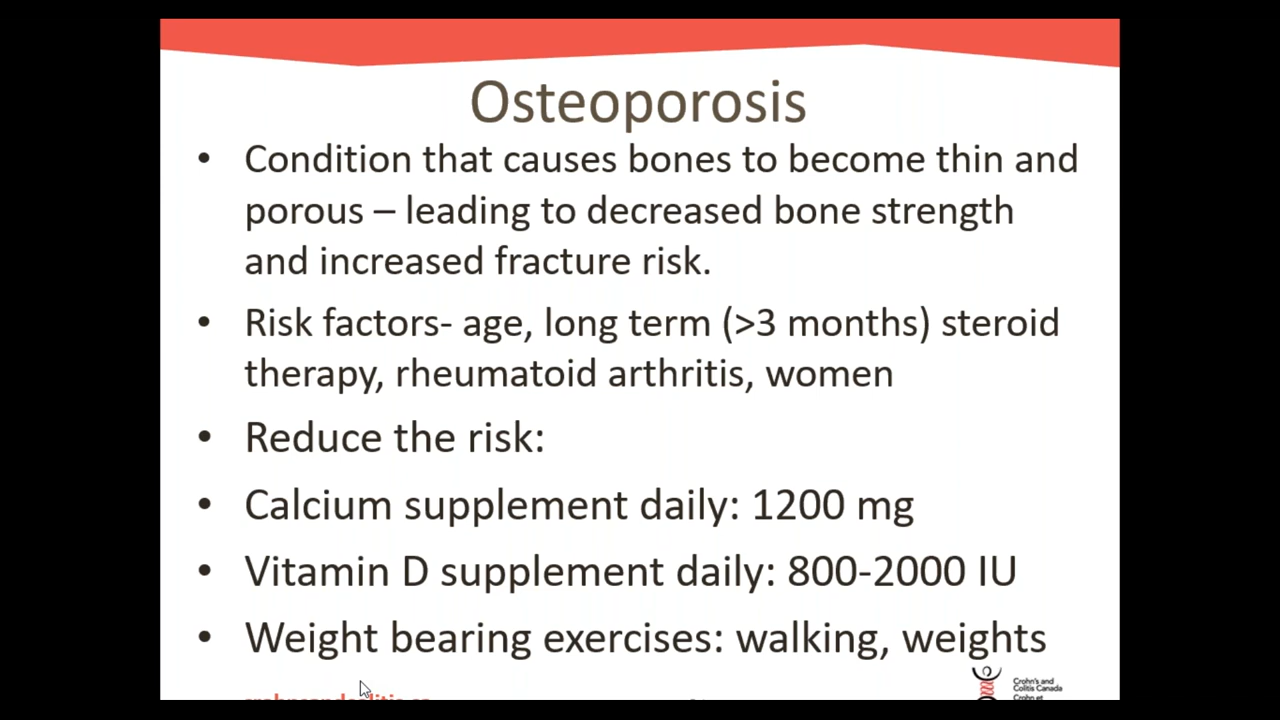 Osteoporosis
• Condition that causes bones to become thin and
porous – leading to decreased bone strength
and increased fracture risk.
• Risk factors- age, long term (>3 months) steroid
therapy, rheumatoid arthritis, women
• Reduce the risk:
• Calcium supplement daily: 1200 mg
• Vitamin D supplement daily: 800-2000 IU
• Weight bearing exercises: walking, weights
Crohn's and
Colitis Canada
Crohn et